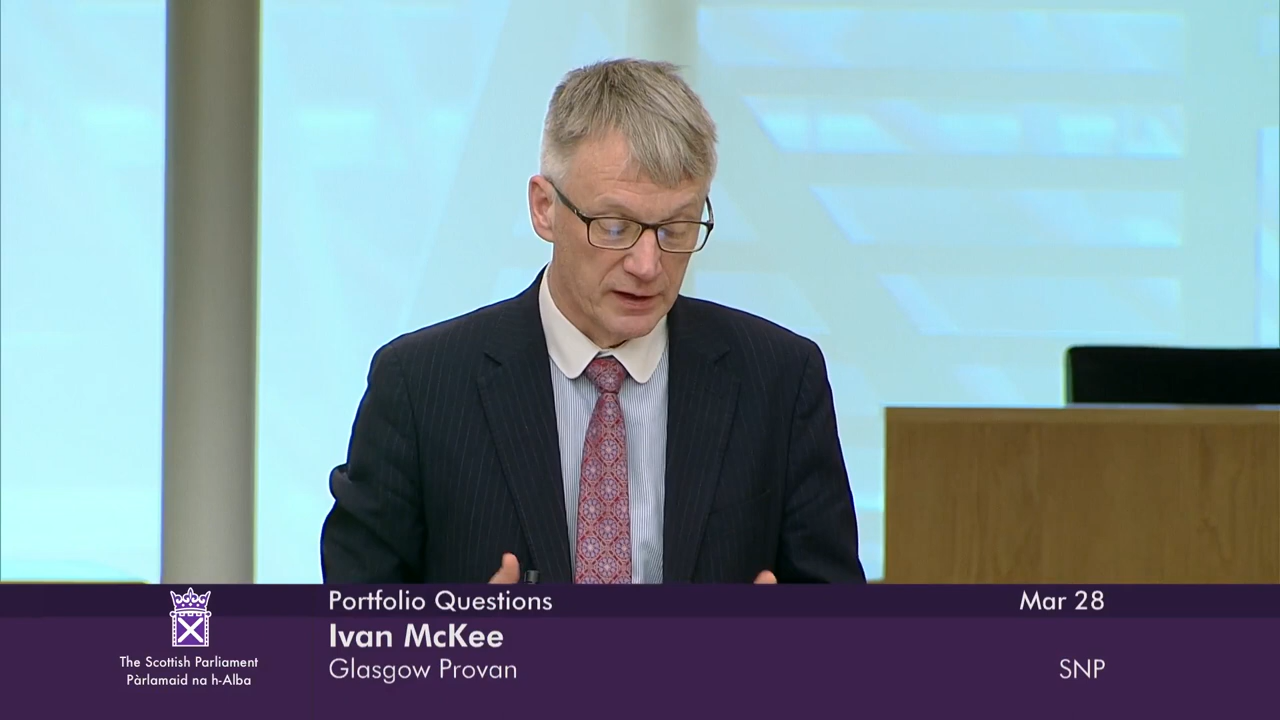 Portfolio Questions
Mar 28
Ivan McKee
Glasgow Provan
SNP
The Scottish Parliament
Pàrlamaid na h-Alba